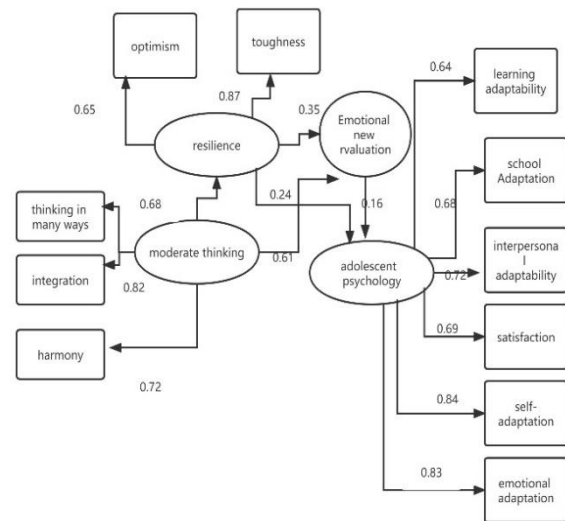 optimism
toughness
0.64
learning
adaptability
0.65
0.87
0.35
Emotional
new
rvaluation
resilience
school
Adaptation
thinking in
many ways
0.68
0.24
0.16
0.68
moderate thinking
integration
0.82
0.61
adolescent
psychology
0.72
interpersona
l adaptability
harmony
0.69
satisfaction
0.72
0.84
self-
adaptation
0.83
emotional
adaptation